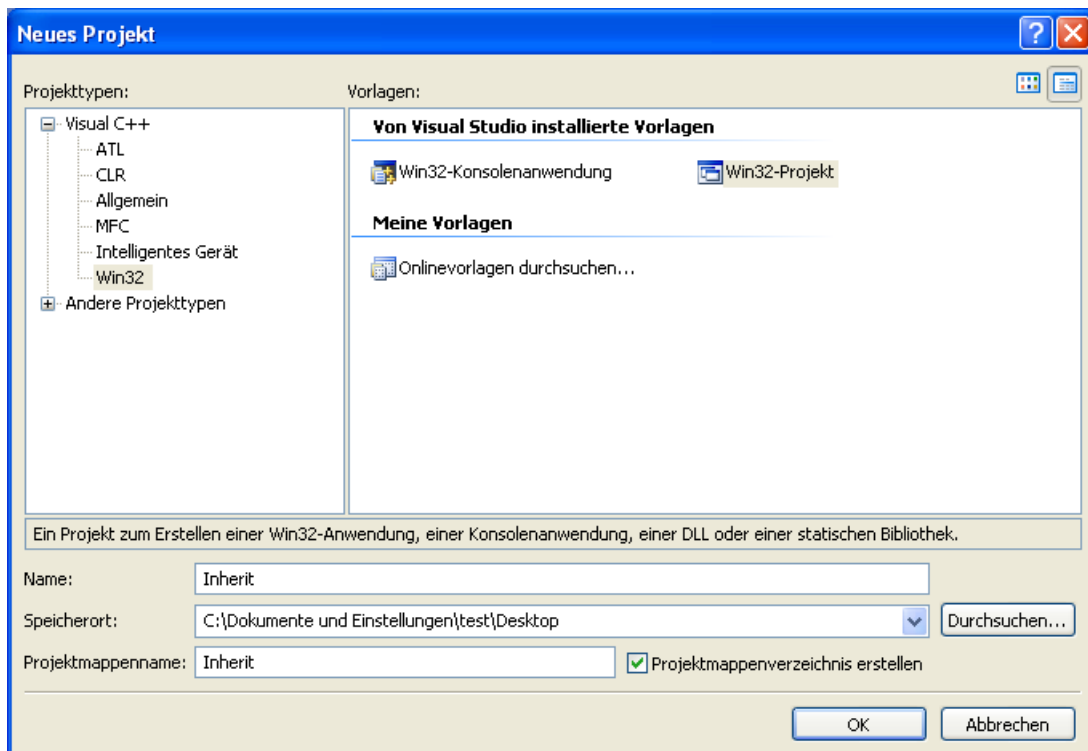 Neues Projekt
Projekttypen:
Vorlagen:
Visual C++
ATL
CLR
Allgemein
MFC
Intelligentes Gerät
Win32
Andere Projekttypen
Von Visual Studio installierte Vorlagen
Win32-Konsolenanwendung
Win32-Projekt
Meine Vorlagen
Onlinevorlagen durchsuchen...
Ein Projekt zum Erstellen einer Win32-Anwendung, einer Konsolenanwendung, einer DLL oder einer statischen Bibliothek.
Name: Inherit
Speicherort: C:\Dokumente und Einstellungen\test\Desktop Durchsuchen...
Projektmappenname: Inherit Projektmappenverzeichnis erstellen
OK Abbrechen